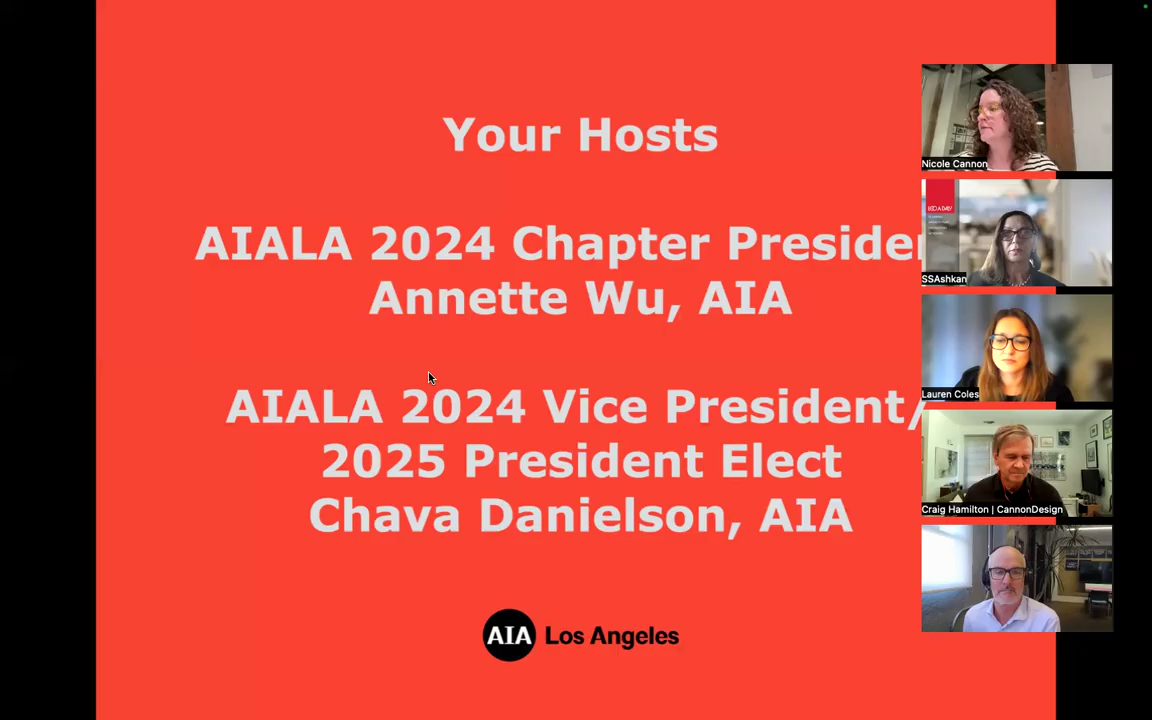 Your Hosts
AIALA 2024 Chapter Presiden
Annette Wu, AIA
AIALA 2024 Vice President/
2025 President Elect
Chava Danielson, AIA
AIA Los Angeles
Nicole Cannon
SSAshkan
Lauren Coles
Craig Hamilton | CannonDesign